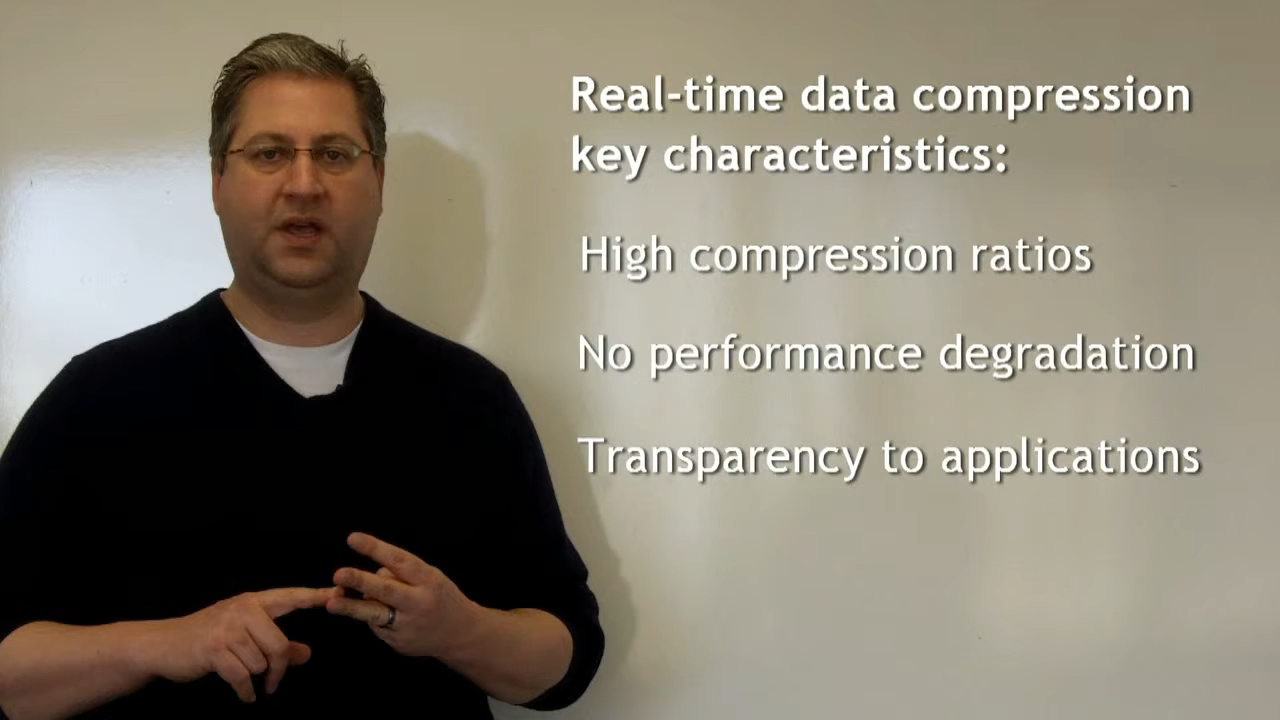 Real-time data compression
key characteristics:
High compression ratios
No performance degradation
Transparency to applications